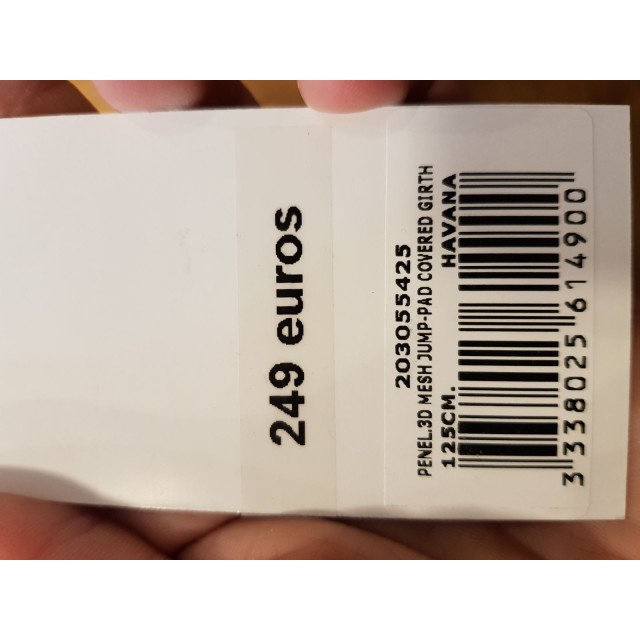 249 euros
203055425
PENEL.3D MESH JUMP-PAD COVERED GIRTH
125CM. HAVANA
3 338025 614900